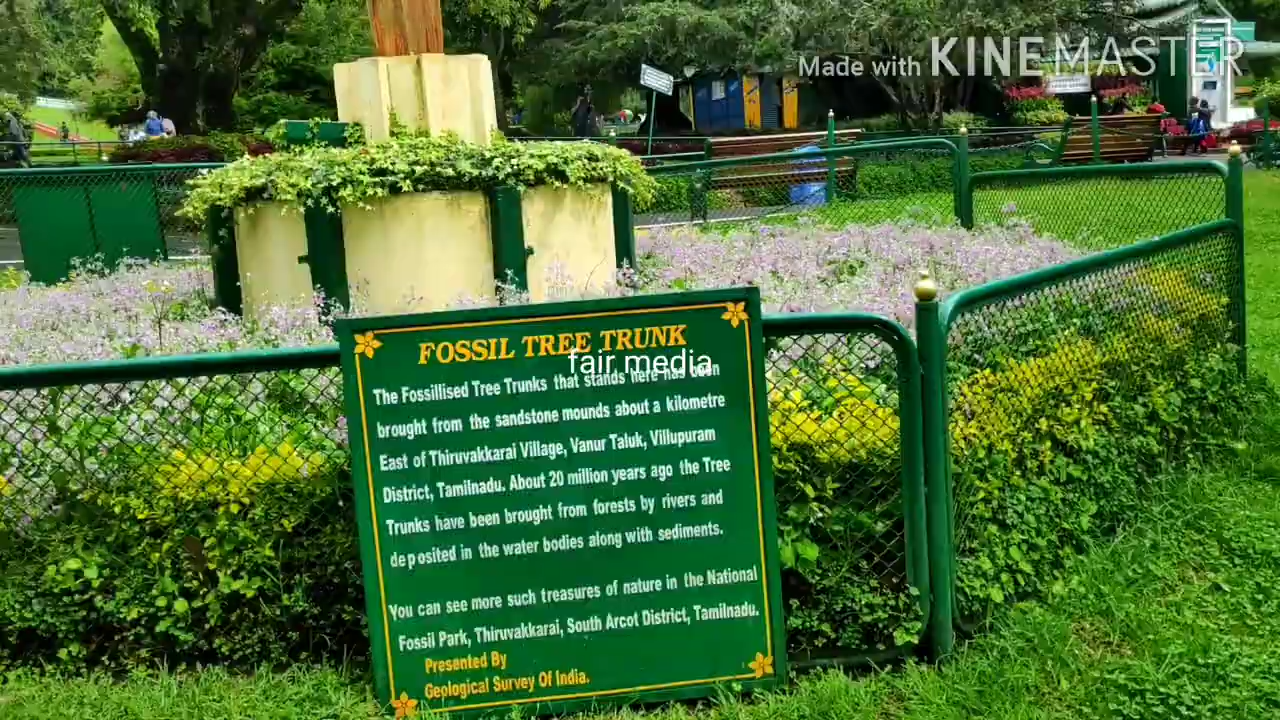 Made with KINEMASTER
FOSSIL TREE TRUNK
fair media
The Fossillised Tree Trunks that stands here has been
brought from the sandstone mounds about a kilometre
East of Thiruvakkarai Village, Vanur Taluk, Villupuram
District, Tamilnadu. About 20 million years ago the Tree
Trunks have been brought from forests by rivers and
deposited in the water bodies along with sediments.
You can see more such treasures of nature in the National
Fossil Park, Thiruvakkarai, South Arcot District, Tamilnadu.
Presented By
Geological Survey Of India.